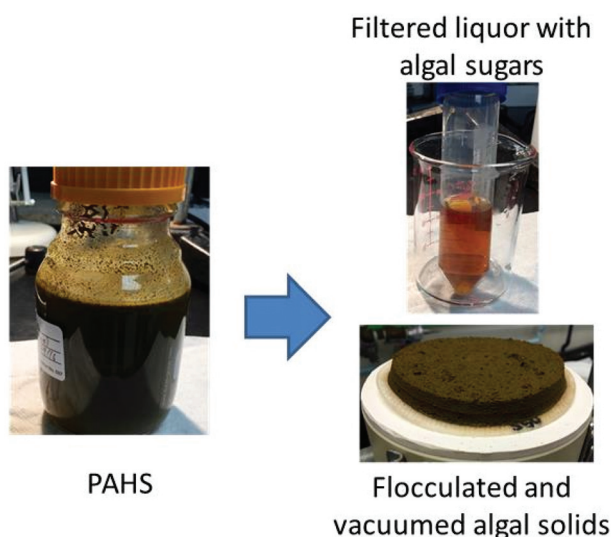 Filtered liquor with
algal sugars
PAHS
Flocculated and
vacuumed algal solids